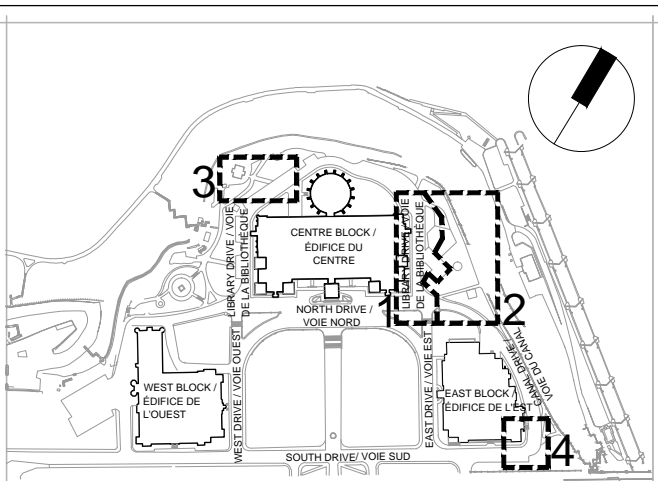 3
LIBRARY DRIVE / VOIE
DE LA BIBLIOTHÈQUE
CENTRE BLOCK /
ÉDIFICE DU
CENTRE
LIBRARY DRIVE / VOIE
DE LA BIBLIOTHÈQUE
1
2
NORTH DRIVE /
VOIE NORD
WEST BLOCK /
ÉDIFICE DE
L'OUEST
WEST DRIVE / VOIE OUEST
EAST DRIVE / VOIE EST
EAST BLOCK /
ÉDIFICE DE L'EST
CANAL DRIVE /
VOIE DU CANAL
SOUTH DRIVE/ VOIE SUD
4